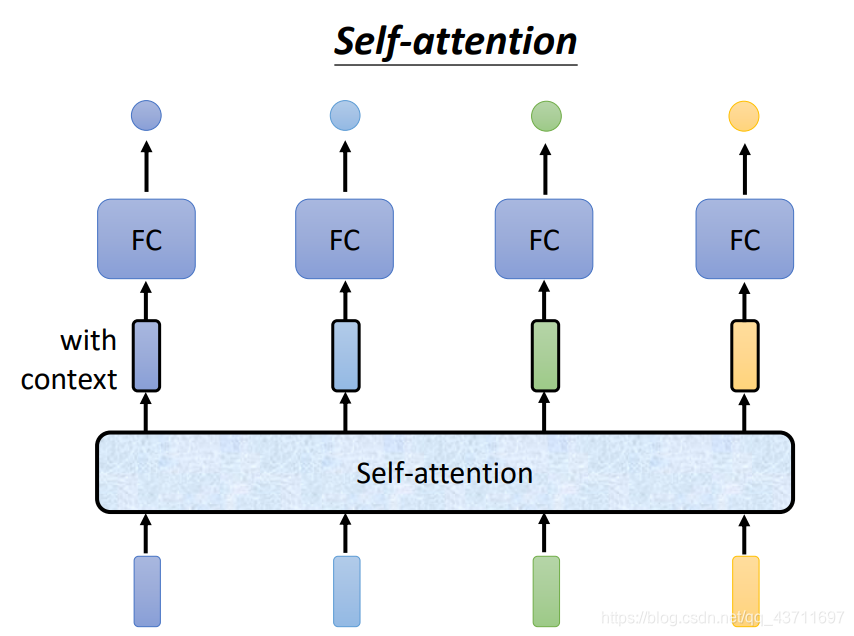 Self-attention
FC FC FC FC
with
context
Self-attention
https://blog.csdn.net/qq_43711697